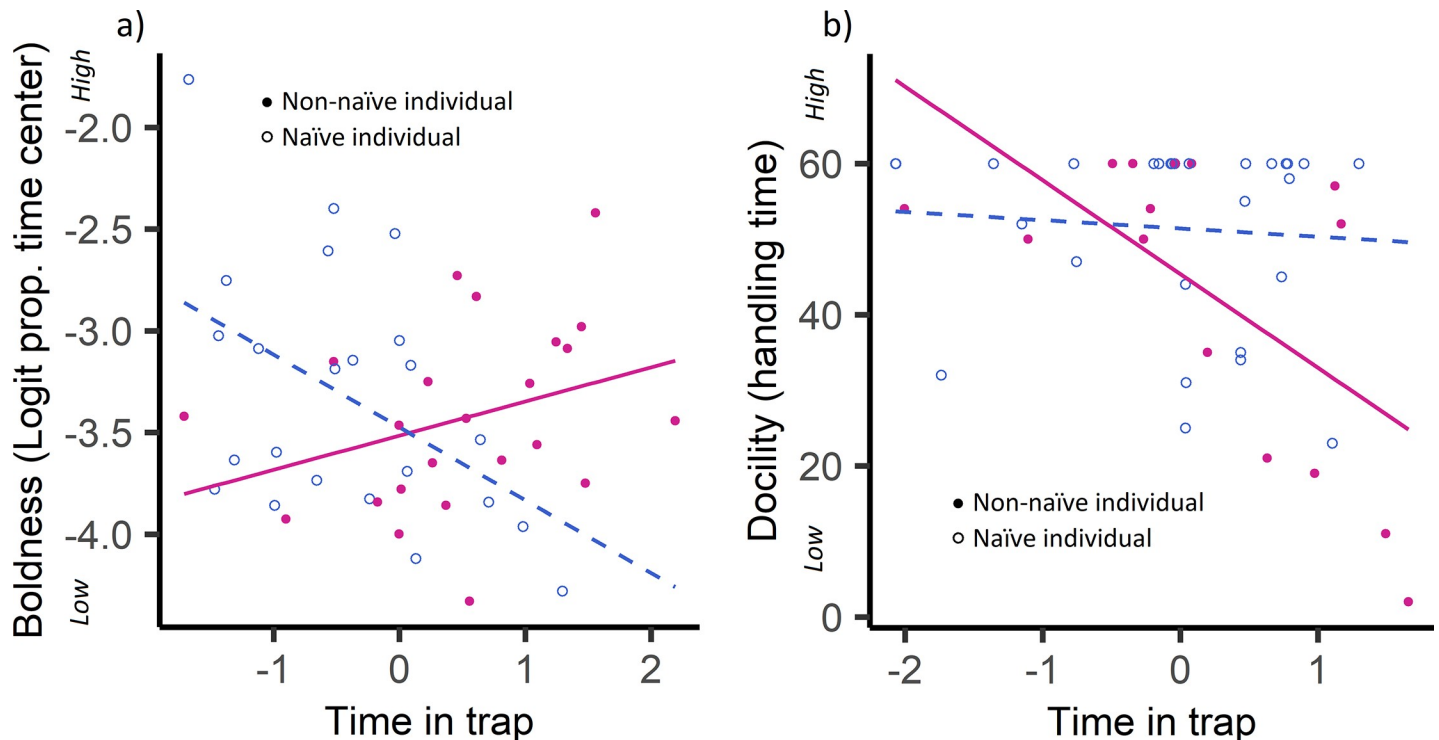 a)
Boldness (Logit prop. time center)
High
Low
-2.0
-2.5
-3.0
-3.5
-4.0
Non-naïve individual
Naïve individual
-1
0
1
2
Time in trap
b)
Docility (handling time)
High
Low
60
40
20
0
Non-naïve individual
Naïve individual
-2
-1
0
1
Time in trap